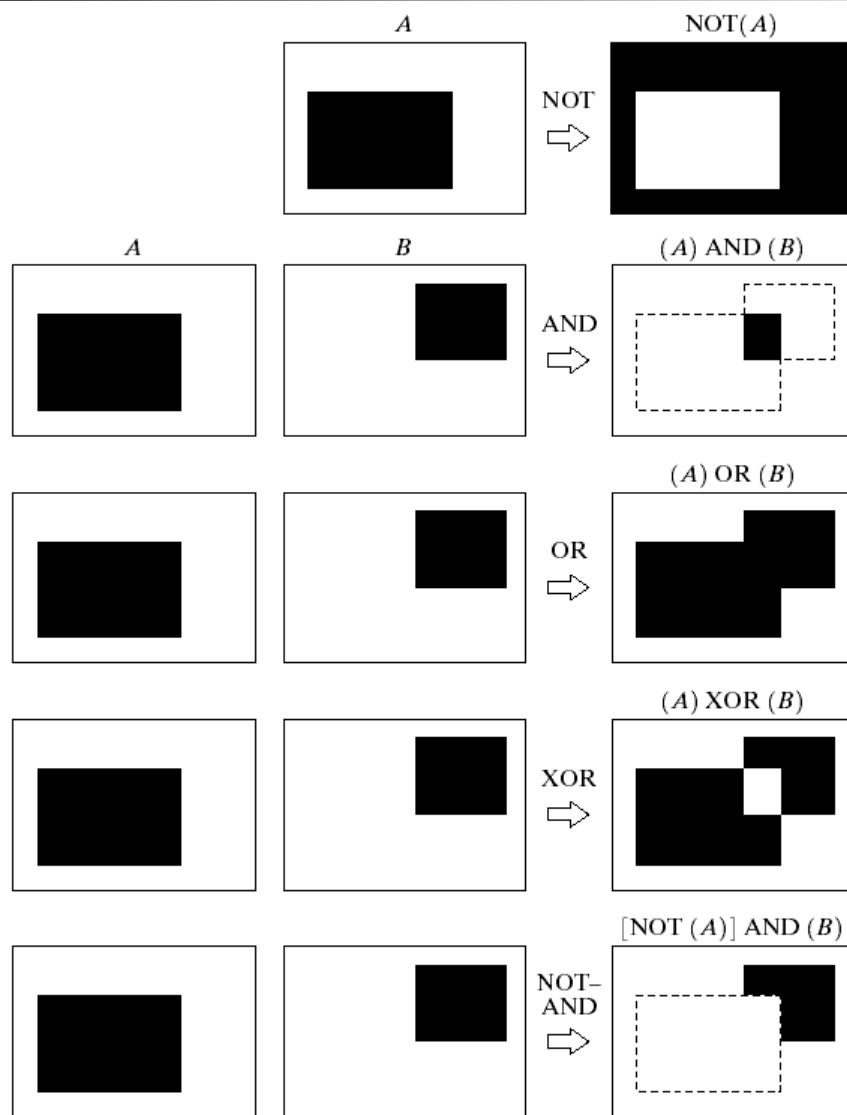 A NOT(A)
NOT
A B (A) AND (B)
AND
(A) OR (B)
OR
(A) XOR (B)
XOR
[NOT (A)] AND (B)
NOT–
AND